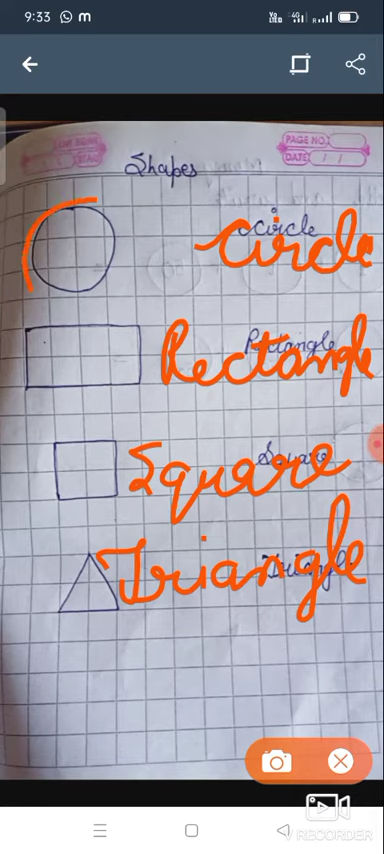 9:33
Shapes
PAGE NO.
DATE / /
Circle
Circle
Rectangle
Rectangle
Square
Square
Triangle
Triangle
V RECORDER